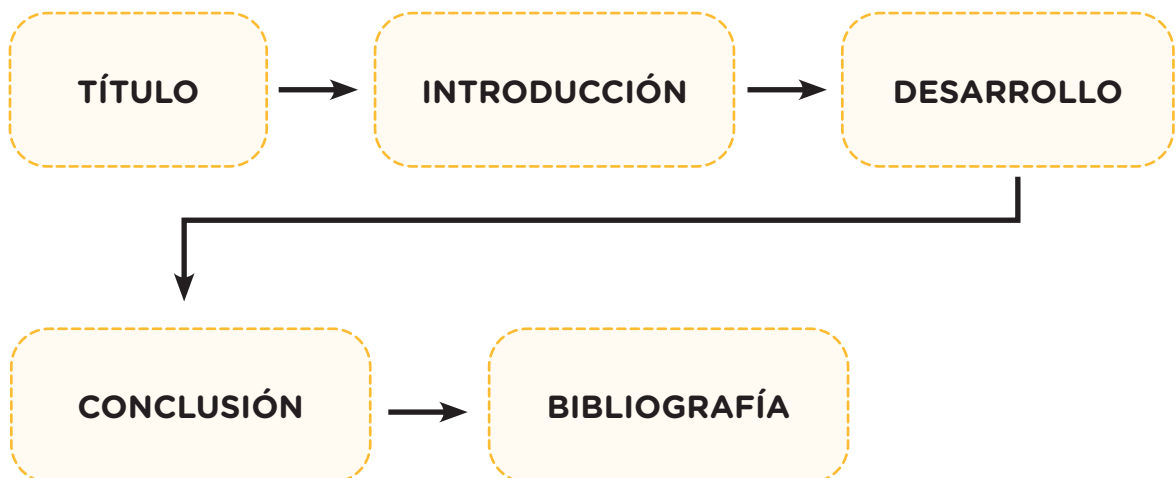 TÍTULO
INTRODUCCIÓN
DESARROLLO
CONCLUSIÓN
BIBLIOGRAFÍA